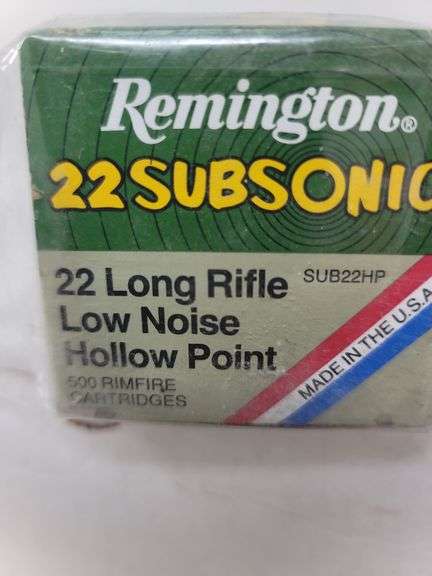 Remington®
22 SUBSONIC
22 Long Rifle SUB22HP
Low Noise
Hollow Point
500 RIMFIRE
CARTRIDGES
MADE IN THE U.S.A.